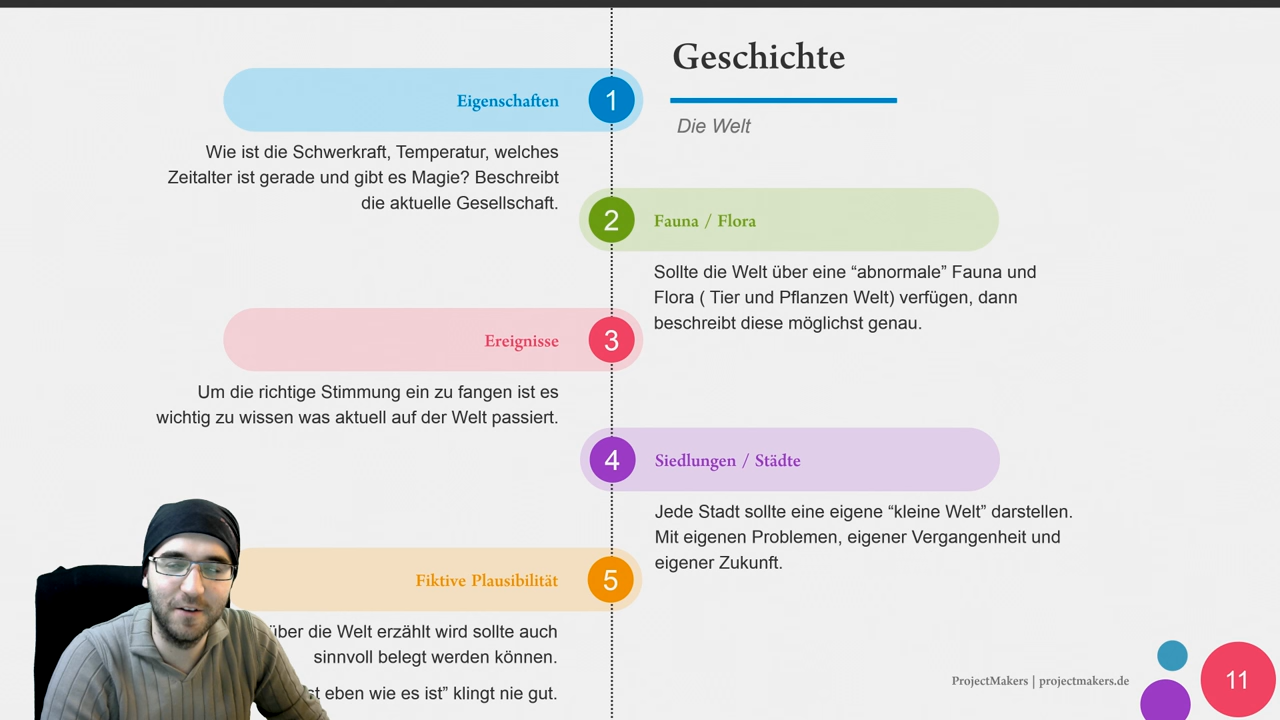 Geschichte
Die Welt
1
Eigenschaften
Wie ist die Schwerkraft, Temperatur, welches
Zeitalter ist gerade und gibt es Magie? Beschreibt
die aktuelle Gesellschaft.
2
Fauna / Flora
Sollte die Welt über eine “abnormale” Fauna und
Flora ( Tier und Pflanzen Welt) verfügen, dann
beschreibt diese möglichst genau.
3
Ereignisse
Um die richtige Stimmung ein zu fangen ist es
wichtig zu wissen was aktuell auf der Welt passiert.
4
Siedlungen / Städte
Jede Stadt sollte eine eigene “kleine Welt” darstellen.
Mit eigenen Problemen, eigener Vergangenheit und
eigener Zukunft.
5
Fiktive Plausibilität
über die Welt erzählt wird sollte auch
sinnvoll belegt werden können.
eben wie es ist” klingt nie gut.
ProjectMakers | projectmakers.de
11